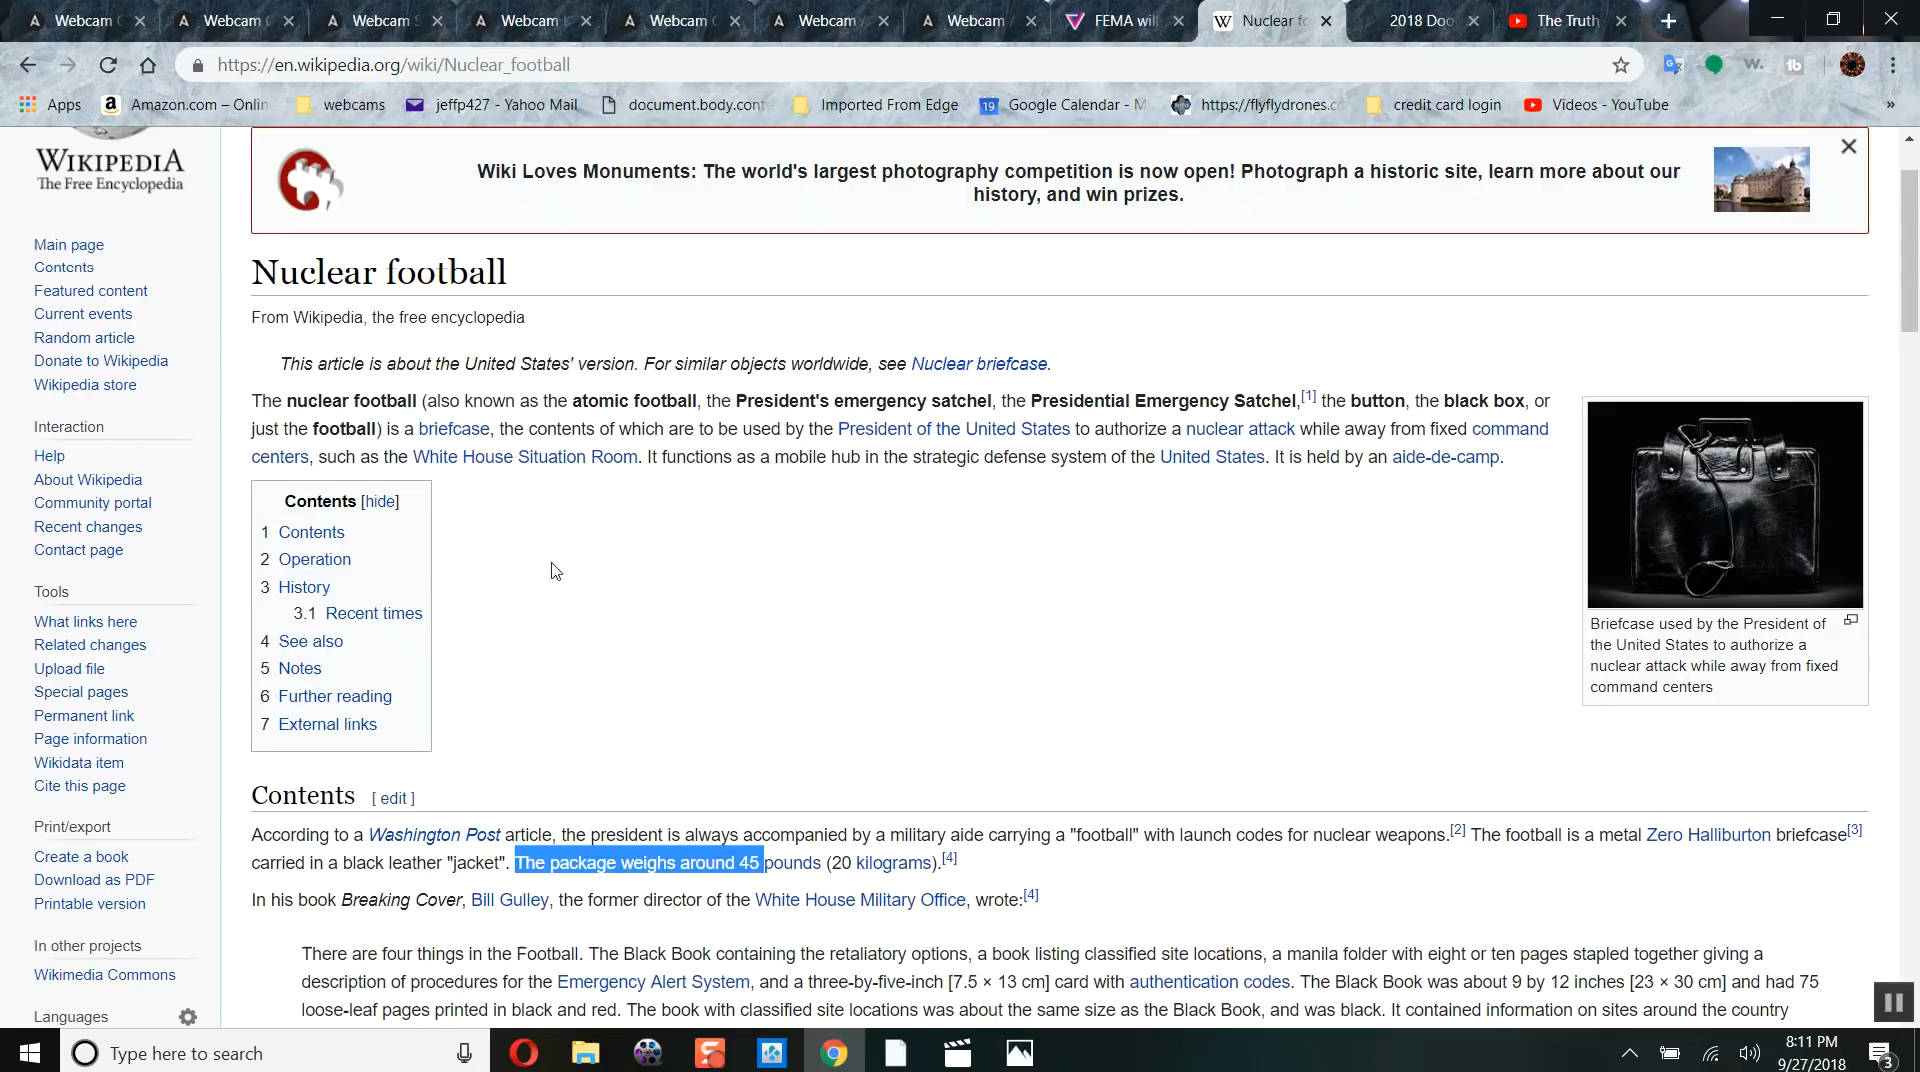 Webcam
Webcam
Webcam
Webcam
Webcam
Webcam
Webcam
FEMA will
Nuclear fo
2018 Doo
The Truth
https://en.wikipedia.org/wiki/Nuclear_football
Apps
Amazon.com – Onlin
webcams
jeffp427 - Yahoo Mail
document.body.cont
Imported From Edge
Google Calendar - M
https://flyflydrones.c
credit card login
Videos - YouTube
WIKIPEDIA
The Free Encyclopedia
Main page
Contents
Featured content
Current events
Random article
Donate to Wikipedia
Wikipedia store
Interaction
Help
About Wikipedia
Community portal
Recent changes
Contact page
Tools
What links here
Related changes
Upload file
Special pages
Permanent link
Page information
Wikidata item
Cite this page
Print/export
Create a book
Download as PDF
Printable version
In other projects
Wikimedia Commons
Languages
Wiki Loves Monuments: The world's largest photography competition is now open! Photograph a historic site, learn more about our
history, and win prizes.
Nuclear football
From Wikipedia, the free encyclopedia
This article is about the United States' version. For similar objects worldwide, see Nuclear briefcase.
The nuclear football (also known as the atomic football, the President's emergency satchel, the Presidential Emergency Satchel,[1] the button, the black box, or
just the football) is a briefcase, the contents of which are to be used by the President of the United States to authorize a nuclear attack while away from fixed command
centers, such as the White House Situation Room. It functions as a mobile hub in the strategic defense system of the United States. It is held by an aide-de-camp.
Briefcase used by the President of
the United States to authorize a
nuclear attack while away from fixed
command centers
Contents [hide]
1 Contents
2 Operation
3 History
3.1 Recent times
4 See also
5 Notes
6 Further reading
7 External links
Contents [ edit ]
According to a Washington Post article, the president is always accompanied by a military aide carrying a "football" with launch codes for nuclear weapons.[2] The football is a metal Zero Halliburton briefcase[3]
carried in a black leather "jacket". The package weighs around 45 pounds (20 kilograms).[4]
In his book Breaking Cover, Bill Gulley, the former director of the White House Military Office, wrote:[4]
There are four things in the Football. The Black Book containing the retaliatory options, a book listing classified site locations, a manila folder with eight or ten pages stapled together giving a
description of procedures for the Emergency Alert System, and a three-by-five-inch [7.5 × 13 cm] card with authentication codes. The Black Book was about 9 by 12 inches [23 × 30 cm] and had 75
loose-leaf pages printed in black and red. The book with classified site locations was about the same size as the Black Book, and was black. It contained information on sites around the country
Type here to search
8:11 PM
9/27/2018
3